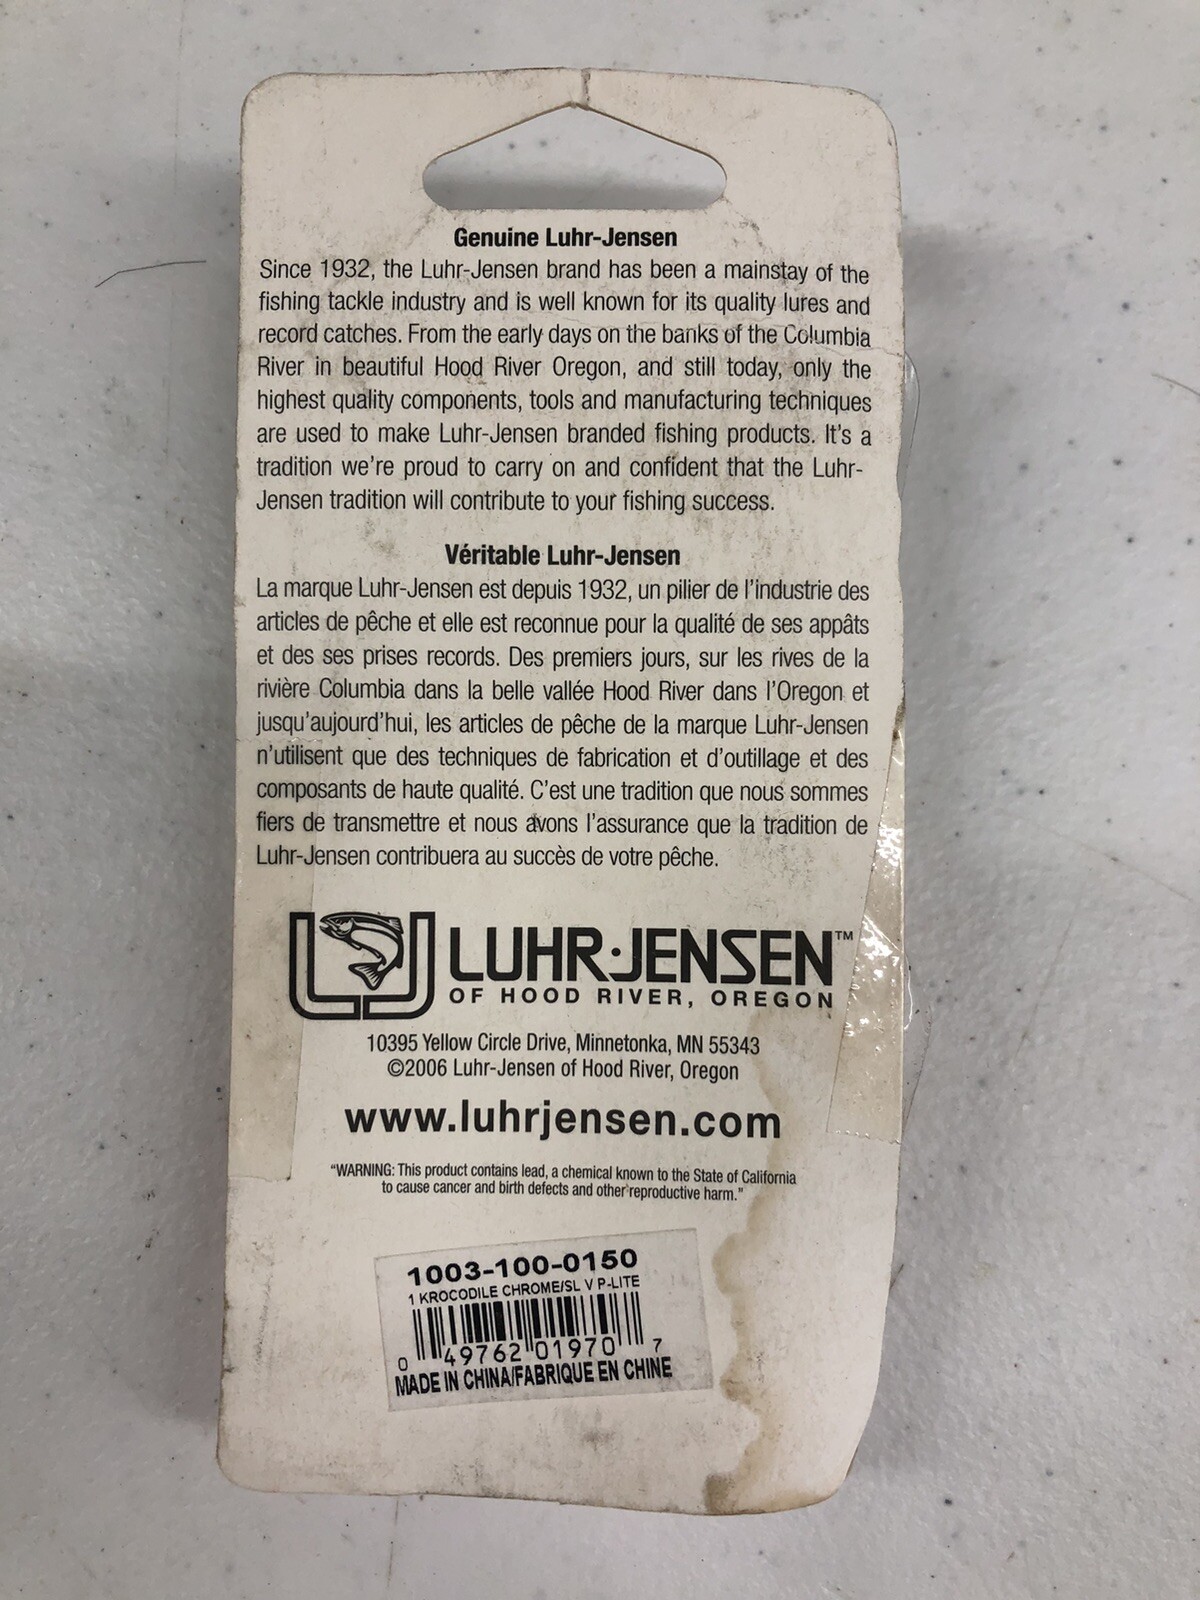 Genuine Luhr-Jensen
Since 1932, the Luhr-Jensen brand has been a mainstay of the
fishing tackle industry and is well known for its quality lures and
record catches. From the early days on the banks of the Columbia
River in beautiful Hood River Oregon, and still today, only the
highest quality components, tools and manufacturing techniques
are used to make Luhr-Jensen branded fishing products. It's a
tradition we're proud to carry on and confident that the Luhr-
Jensen tradition will contribute to your fishing success.
Véritable Luhr-Jensen
La marque Luhr-Jensen est depuis 1932, un pilier de l'industrie des
articles de pêche et elle est reconnue pour la qualité de ses appâts
et des ses prises records. Des premiers jours, sur les rives de la
rivière Columbia dans la belle vallée Hood River dans l'Oregon et
jusqu'aujourd'hui, les articles de pêche de la marque Luhr-Jensen
n'utilisent que des techniques de fabrication et d'outillage et des
composants de haute qualité. C'est une tradition que nous sommes
fiers de transmettre et nous avons l'assurance que la tradition de
Luhr-Jensen contribuera au succès de votre pêche.
LUHR·JENSEN™
OF HOOD RIVER, OREGON
10395 Yellow Circle Drive, Minnetonka, MN 55343
©2006 Luhr-Jensen of Hood River, Oregon
www.luhrjensen.com
"WARNING: This product contains lead, a chemical known to the State of California
to cause cancer and birth defects and other reproductive harm."
1003-100-0150
1 KROCODILE CHROME/SL V P-LITE
0 49762 01970 7
MADE IN CHINA/FABRIQUE EN CHINE